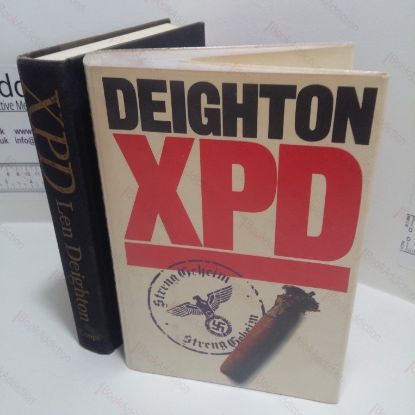 DEIGHTON
XPD
Streng Geheim
Streng Geheim
XPD Len Deighton